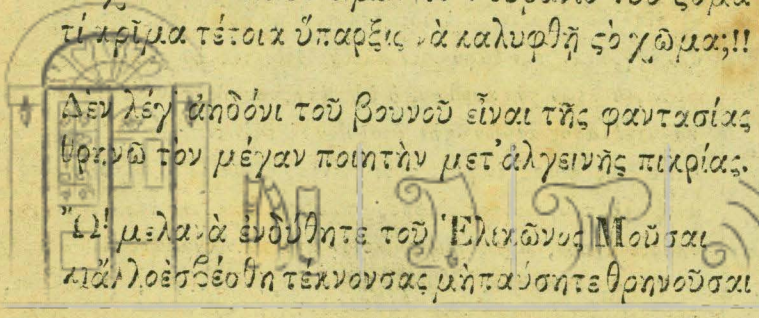 τί κρῖμα τέτοια ὕπαρξις νὰ καλυφθῇ ςὸ χῶμα;!!
Δὲν λέγ' ἀηδόνι τοῦ βουνοῦ εἶναι τῆς φαντασίας
θρηνῶ τὸν μέγαν ποιητὴν μετ' ἀλγεινῆς πικρίας.
Ὦ! μελανὰ ἐνδύθητε τοῦ Ἑλικῶνος Μοῦσαι
κι ἄλλο ἐσβέσθη τέκνον σας μὴ παύσητε θρηνοῦσαι